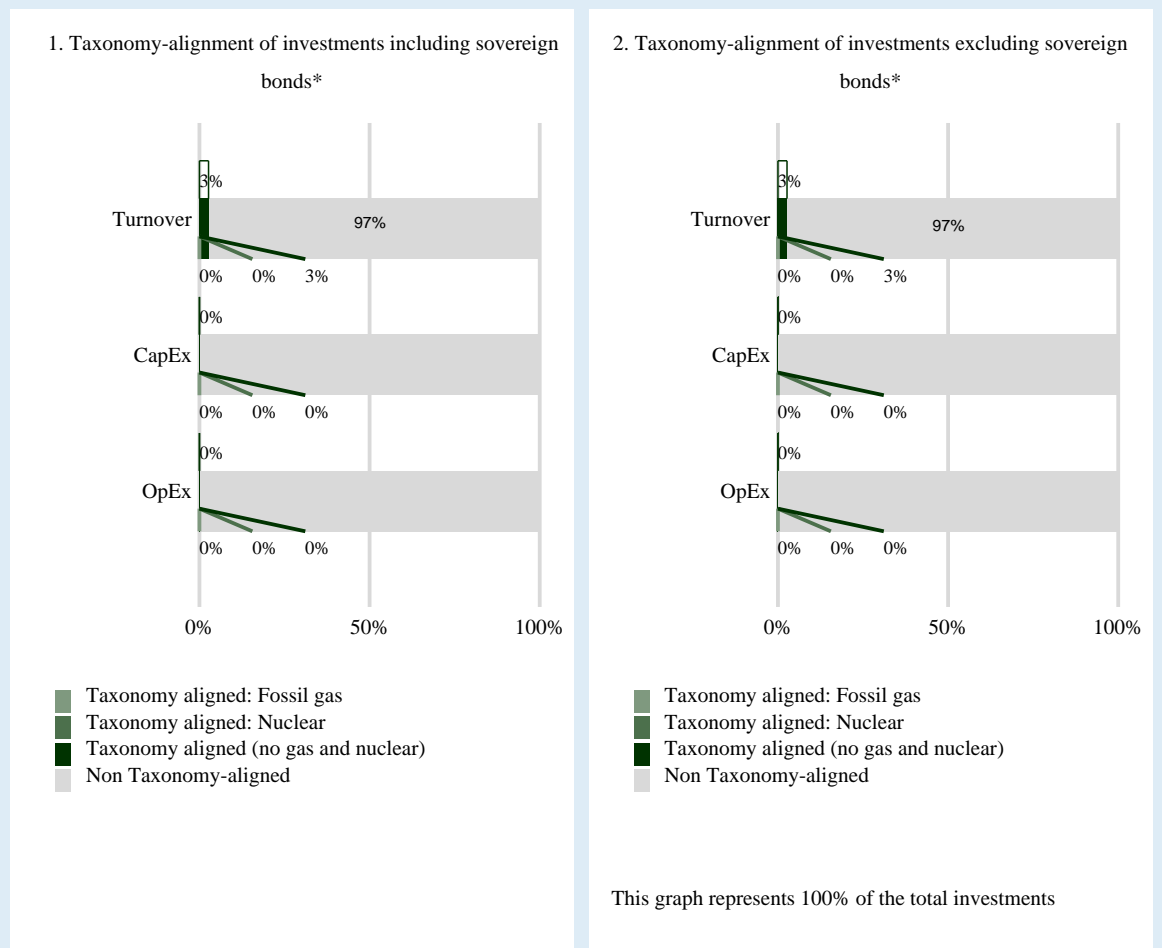 1. Taxonomy-alignment of investments including sovereign
bonds*
3%
Turnover
97%
0% 0% 3%
0%
CapEx
0% 0% 0%
0%
OpEx
0% 0% 0%
0% 50% 100%
Taxonomy aligned: Fossil gas
Taxonomy aligned: Nuclear
Taxonomy aligned (no gas and nuclear)
Non Taxonomy-aligned
2. Taxonomy-alignment of investments excluding sovereign
bonds*
3%
Turnover
97%
0% 0% 3%
0%
CapEx
0% 0% 0%
0%
OpEx
0% 0% 0%
0% 50% 100%
Taxonomy aligned: Fossil gas
Taxonomy aligned: Nuclear
Taxonomy aligned (no gas and nuclear)
Non Taxonomy-aligned
This graph represents 100% of the total investments